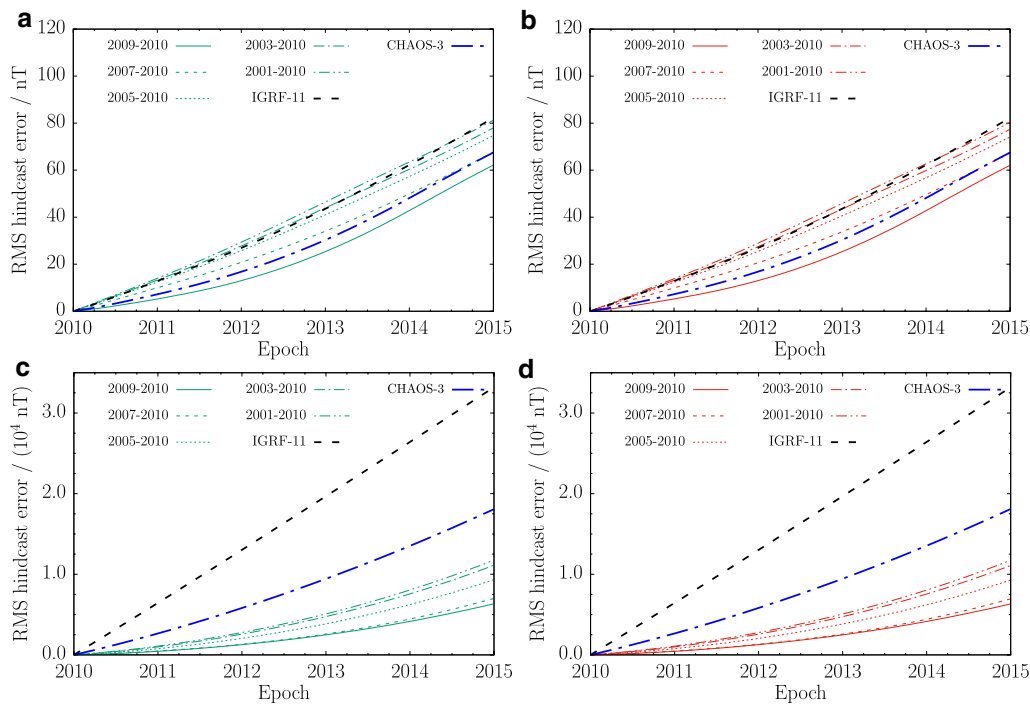 a
RMS hindcast error / nT
120
100
80
60
40
20
0
2009-2010
2007-2010
2005-2010
2003-2010
2001-2010
IGRF-11
CHAOS-3
2010 2011 2012 2013 2014 2015
Epoch
b
RMS hindcast error / nT
120
100
80
60
40
20
0
2009-2010
2007-2010
2005-2010
2003-2010
2001-2010
IGRF-11
CHAOS-3
2010 2011 2012 2013 2014 2015
Epoch
c
RMS hindcast error / (10⁴ nT)
3.0
2.0
1.0
0.0
2009-2010
2007-2010
2005-2010
2003-2010
2001-2010
IGRF-11
CHAOS-3
2010 2011 2012 2013 2014 2015
Epoch
d
RMS hindcast error / (10⁴ nT)
3.0
2.0
1.0
0.0
2009-2010
2007-2010
2005-2010
2003-2010
2001-2010
IGRF-11
CHAOS-3
2010 2011 2012 2013 2014 2015
Epoch